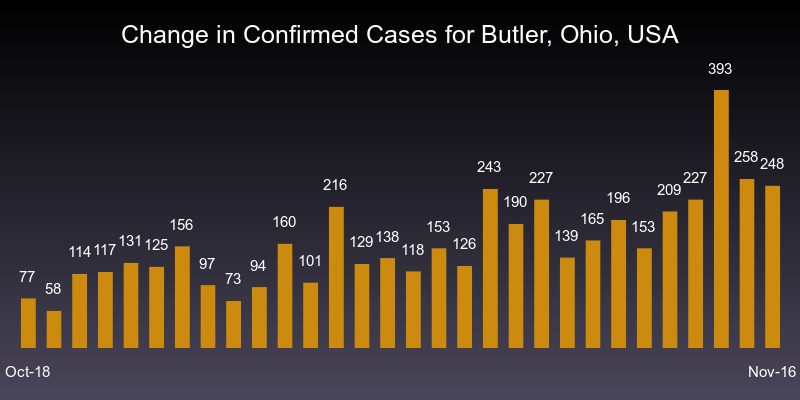 Change in Confirmed Cases for Butler, Ohio, USA
77 58 114 117 131 125 156 97 73 94 160 101 216 129 138 118 153 126 243 190 227 139 165 196 153 209 227 393 258 248
Oct-18 Nov-16